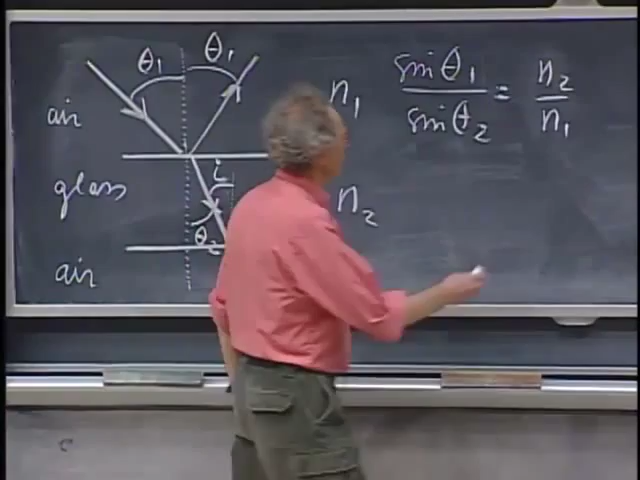 θ₁ θ₁
air n₁
glass i n₂
θ₂
air
sin θ₁ / sin θ₂ = n₂ / n₁